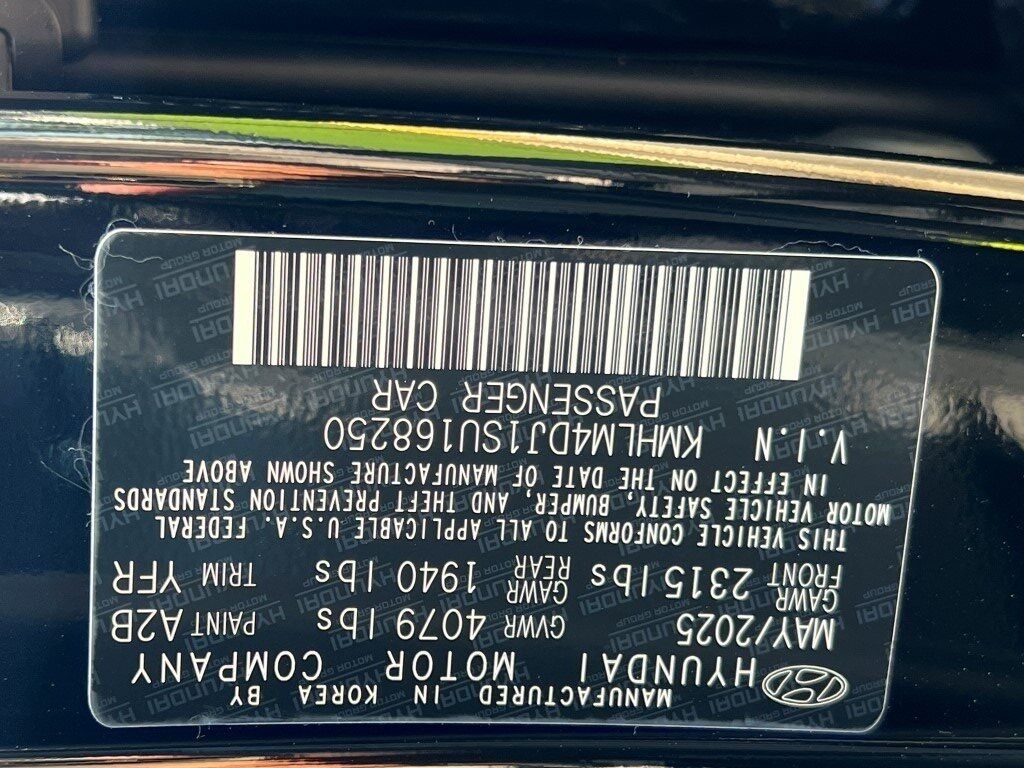 MANUFACTURED IN KOREA BY
HYUNDAI MOTOR COMPANY
MAY/2025 GVWR 4079 lbs PAINT A2B
GAWR FRONT 2315 lbs GAWR REAR 1940 lbs TRIM YFR
THIS VEHICLE CONFORMS TO ALL APPLICABLE U.S.A. FEDERAL
MOTOR VEHICLE SAFETY, BUMPER, AND THEFT PREVENTION STANDARDS
IN EFFECT ON THE DATE OF MANUFACTURE SHOWN ABOVE
V.I.N KMHLM4DJ1SU168250
PASSENGER CAR